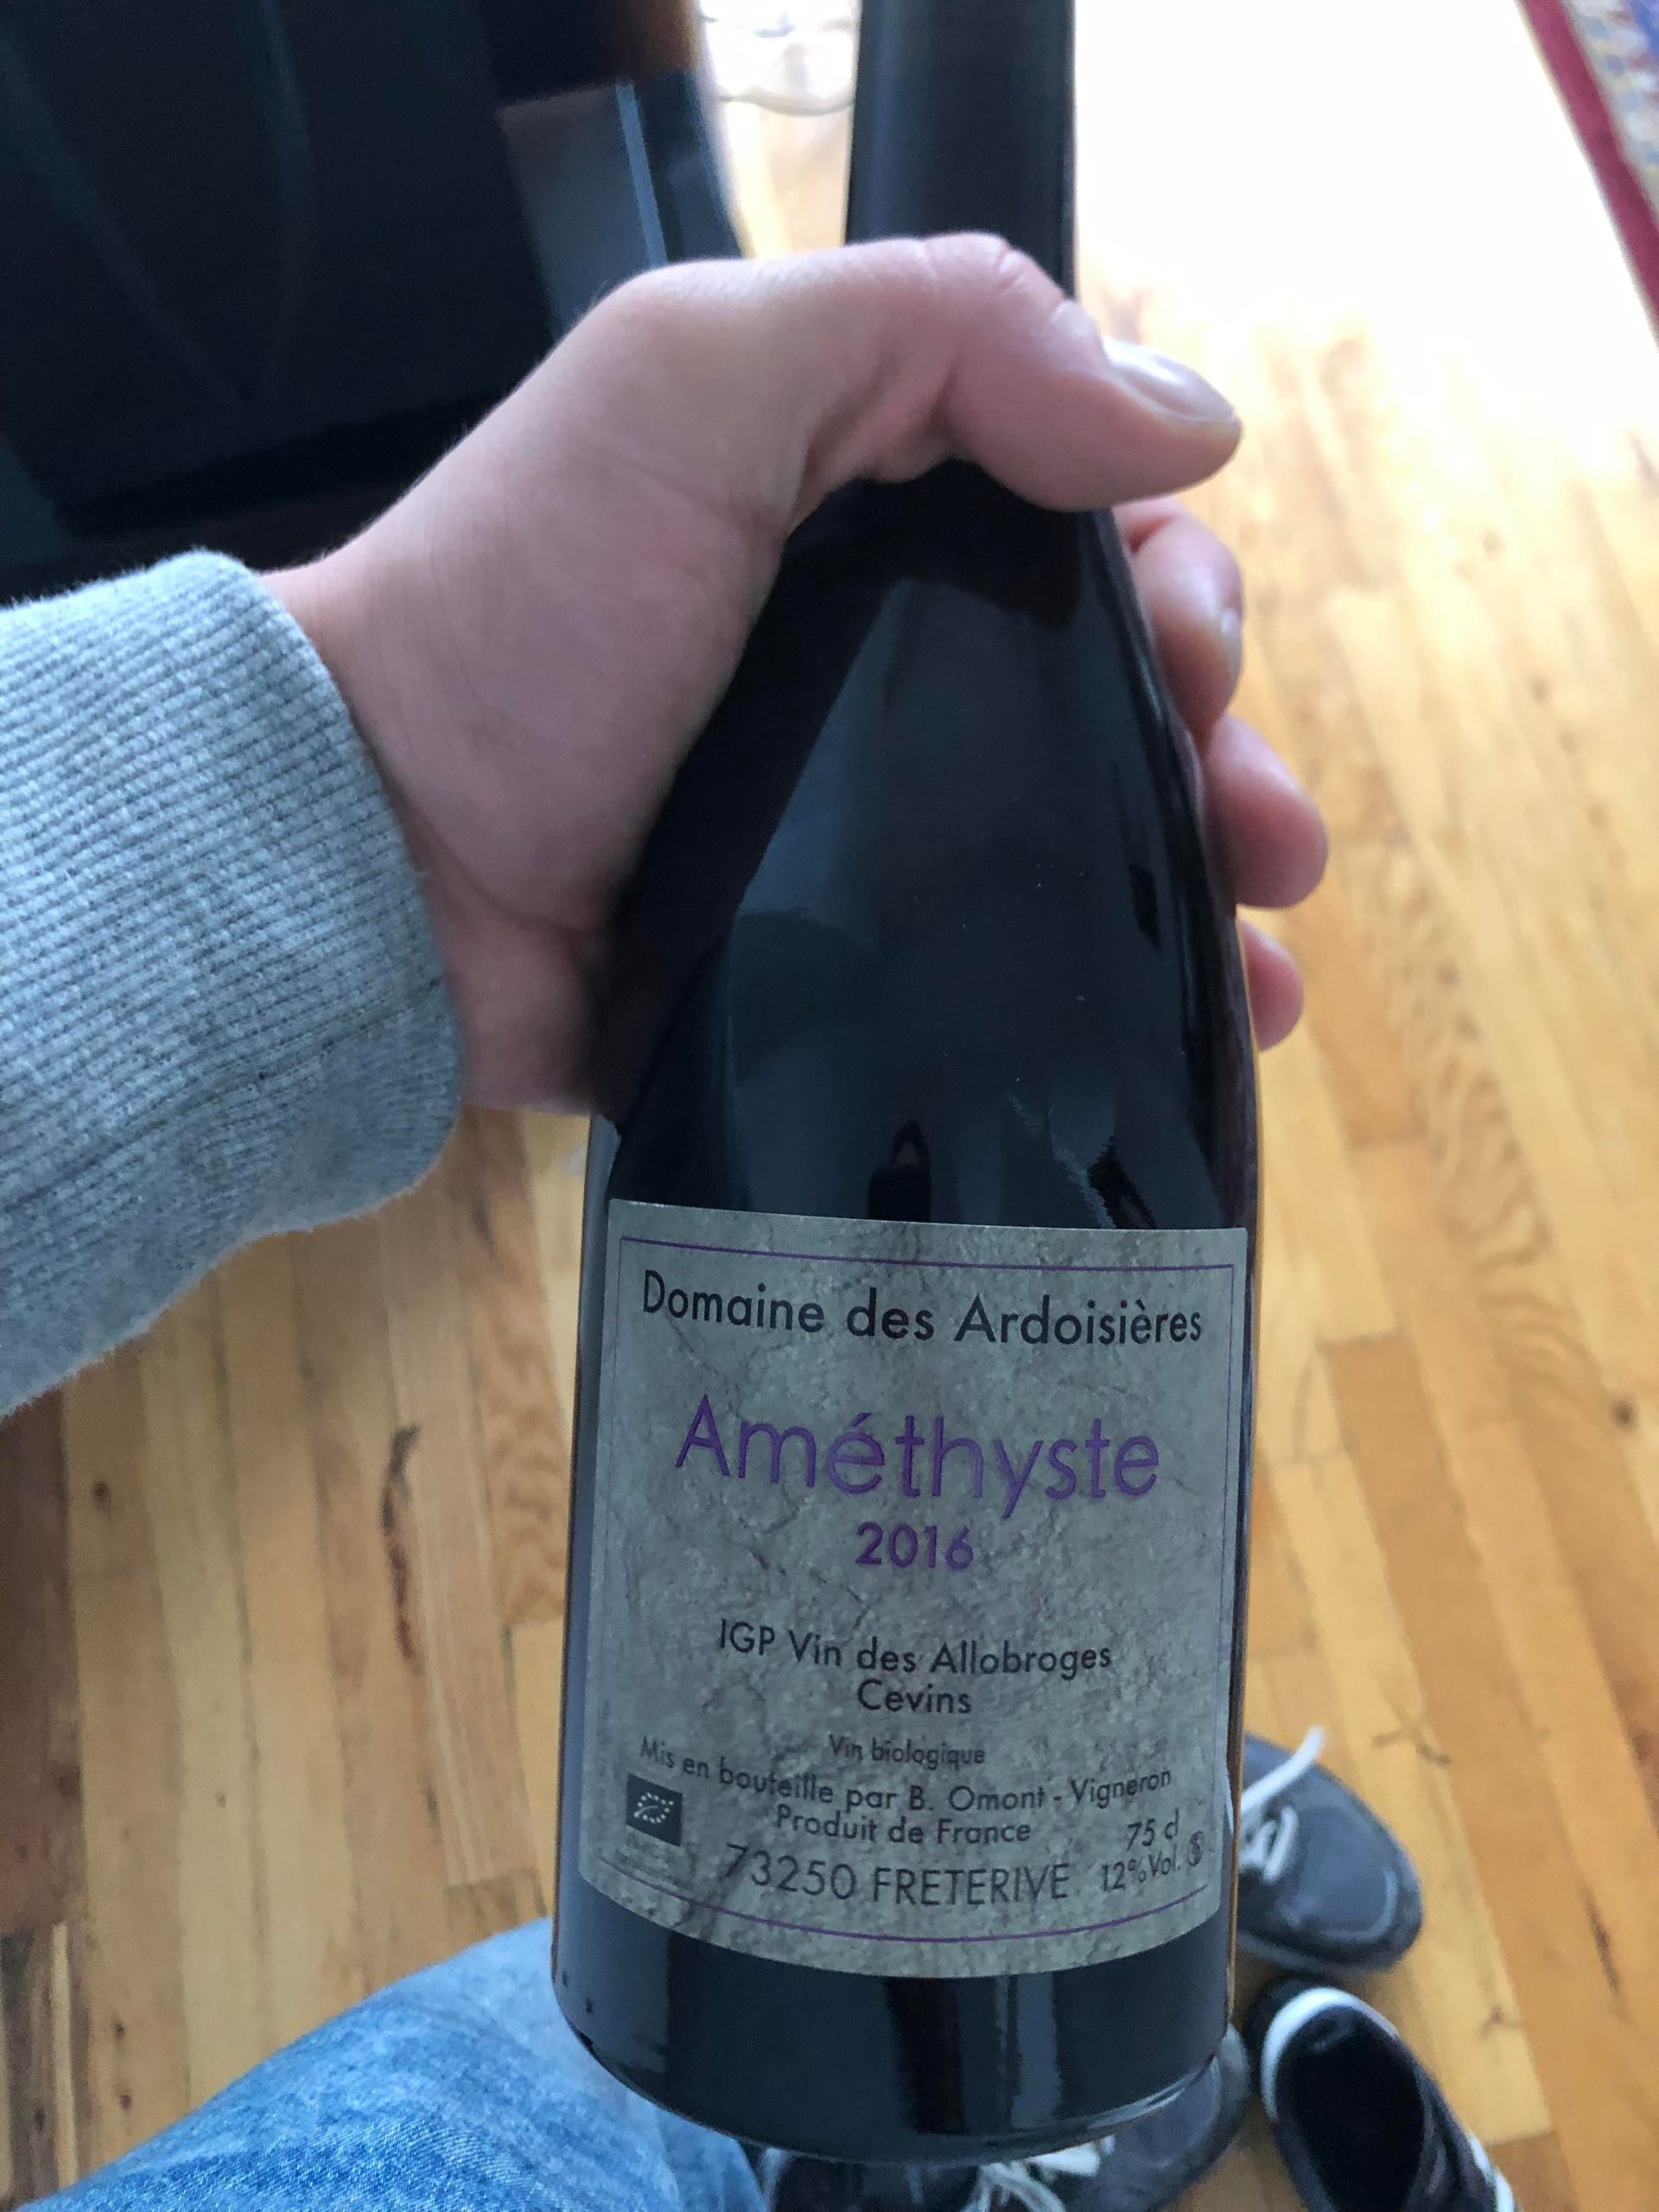 Domaine des Ardoisières
Améthyste
2016
IGP Vin des Allobroges
Cevins
Vin biologique
Mis en bouteille par B. Omont - Vigneron
Produit de France
75 cl
73250 FRETERIVE
12%Vol.